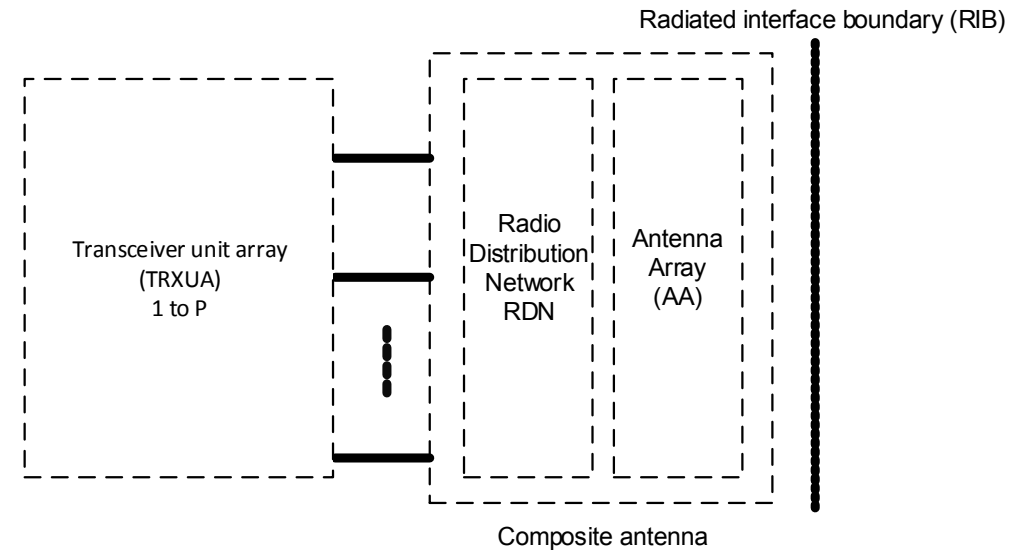 Radiated interface boundary (RIB)
Transceiver unit array
(TRXUA)
1 to P
Radio
Distribution
Network
RDN
Antenna
Array
(AA)
Composite antenna